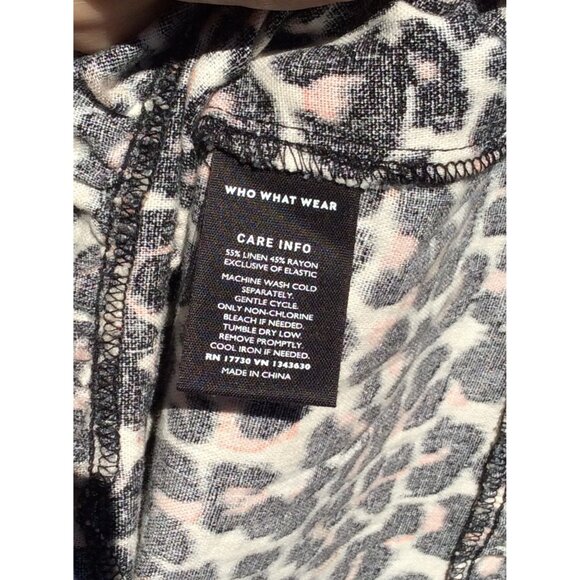 WHO WHAT WEAR
CARE INFO
55% LINEN 45% RAYON
EXCLUSIVE OF ELASTIC
MACHINE WASH COLD
SEPARATELY.
GENTLE CYCLE.
ONLY NON-CHLORINE
BLEACH IF NEEDED.
TUMBLE DRY LOW.
REMOVE PROMPTLY.
COOL IRON IF NEEDED.
RN 17730 VN 1343630
MADE IN CHINA